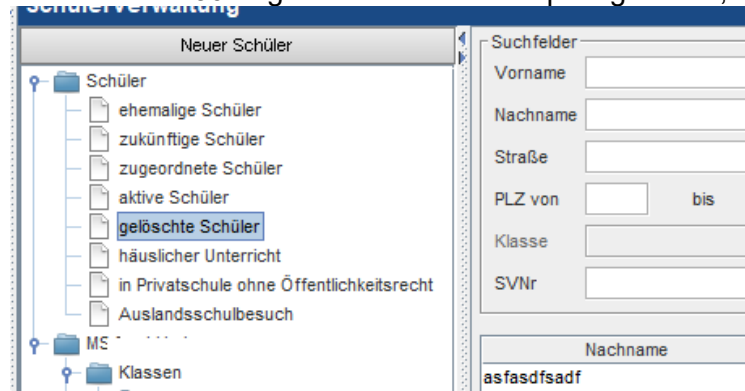 Schülerverwaltung
Neuer Schüler
Schüler
ehemalige Schüler
zukünftige Schüler
zugeordnete Schüler
aktive Schüler
gelöschte Schüler
häuslicher Unterricht
in Privatschule ohne Öffentlichkeitsrecht
Auslandsschulbesuch
MS
Klassen
Suchfelder
Vorname
Nachname
Straße
PLZ von bis
Klasse
SVNr
Nachname
asfasdfsadf